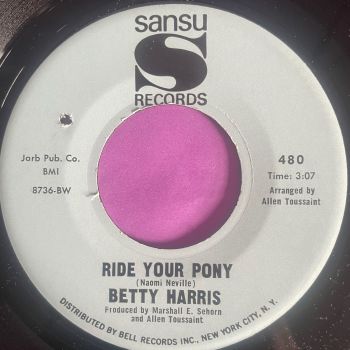 sansu
S
RECORDS
Jarb Pub. Co.
BMI
8736-BW
480
Time: 3:07
Arranged by
Allen Toussaint
RIDE YOUR PONY
(Naomi Neville)
BETTY HARRIS
Produced by Marshall E. Sehorn
and Allen Toussaint
DISTRIBUTED BY BELL RECORDS INC., NEW YORK CITY, N.Y.